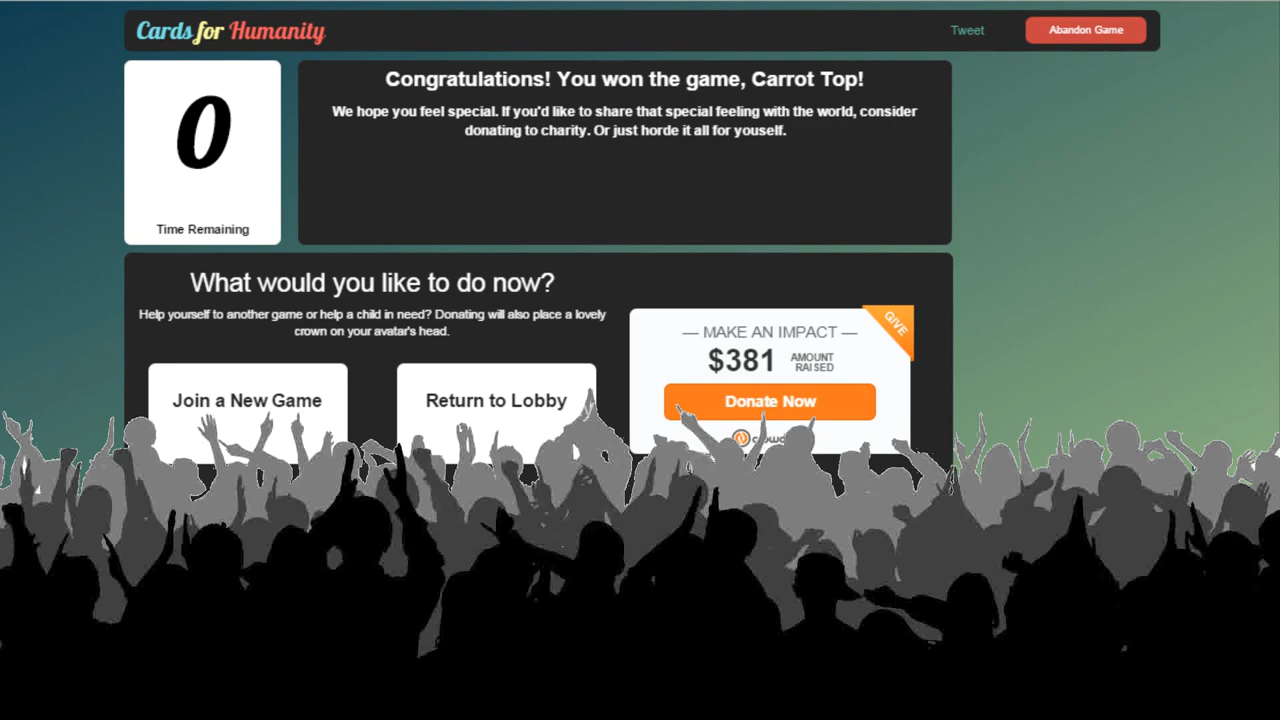 Cards for Humanity
Tweet
Abandon Game
0
Time Remaining
Congratulations! You won the game, Carrot Top!
We hope you feel special. If you'd like to share that special feeling with the world, consider
donating to charity. Or just horde it all for youself.
What would you like to do now?
Help yourself to another game or help a child in need? Donating will also place a lovely
crown on your avatar's head.
Join a New Game
Return to Lobby
GIVE
— MAKE AN IMPACT —
$381 AMOUNT
RAISED
Donate Now